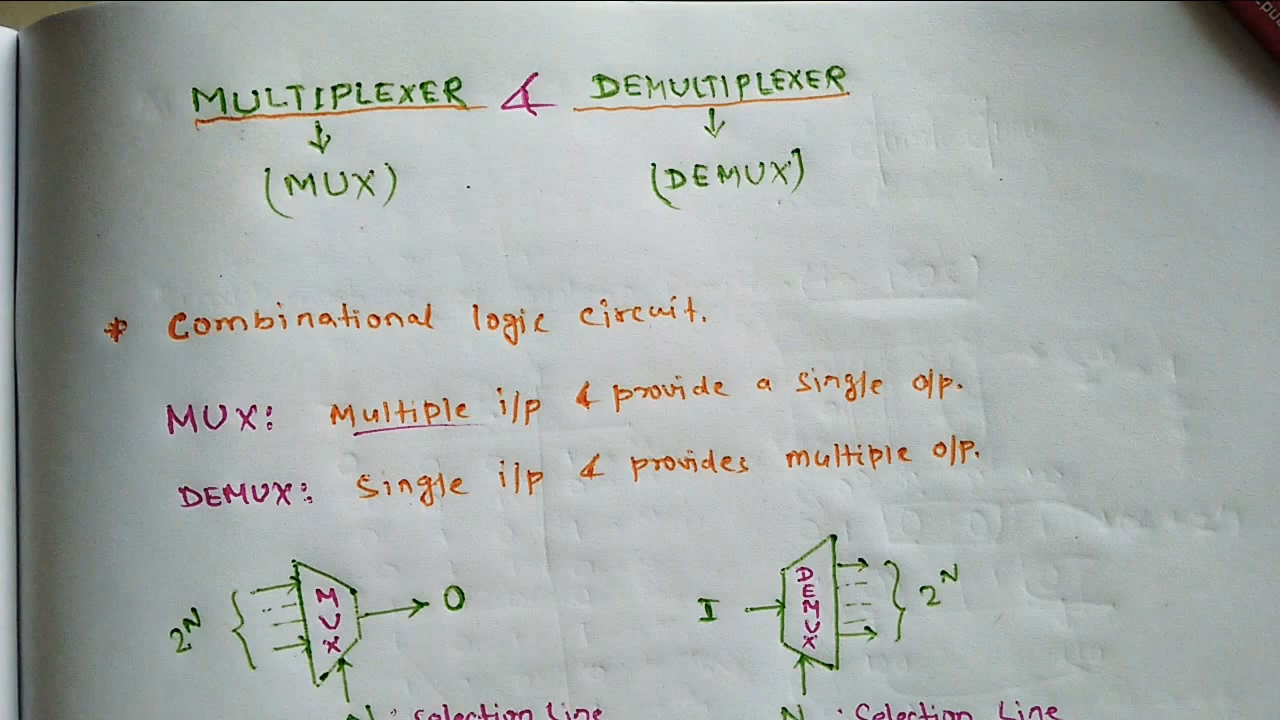 MULTIPLEXER & DEMULTIPLEXER
(MUX) (DEMUX)
* Combinational logic circuit.
MUX: Multiple i/p & provide a single o/p.
DEMUX: Single i/p & provides multiple o/p.
2^N MUX O
I DEMUX 2^N
N : Selection Line
N : Selection Line